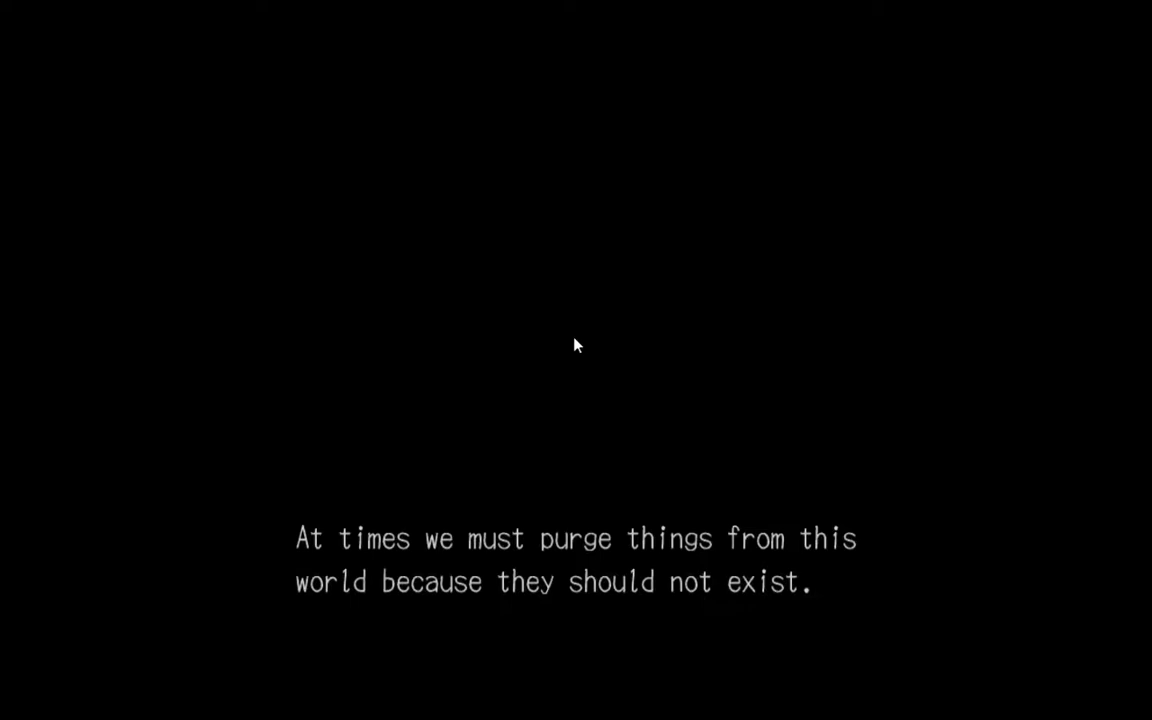 At times we must purge things from this
world because they should not exist.